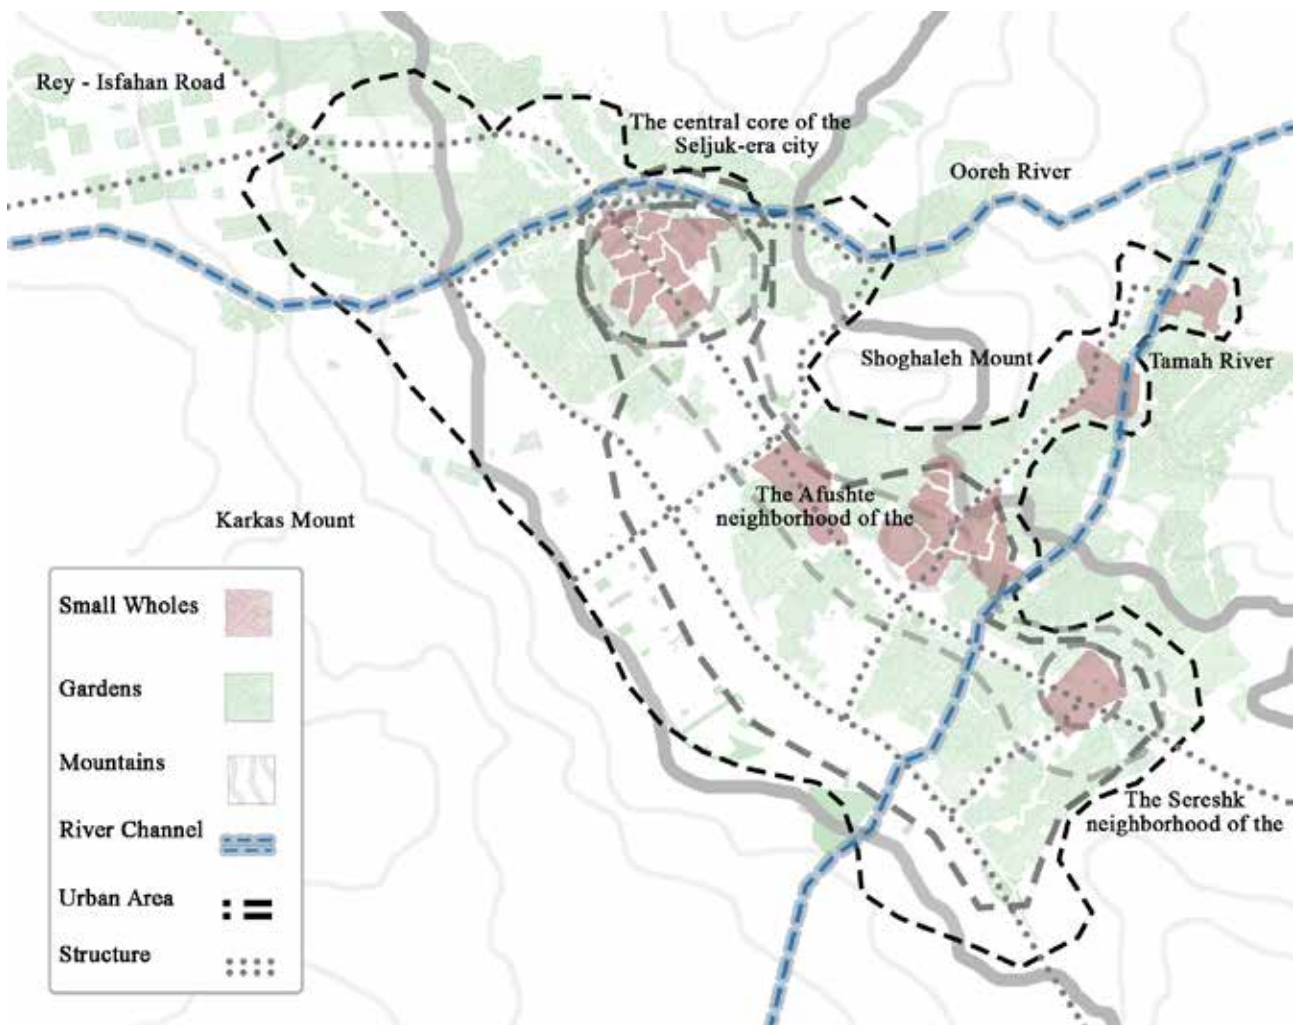 Rey - Isfahan Road
The central core of the
Seljuk-era city
Ooreh River
Shoghaleh Mount
Tamah River
The Afushte
neighborhood of the
Karkas Mount
Small Wholes
Gardens
Mountains
River Channel
Urban Area
Structure
The Sereshk
neighborhood of the